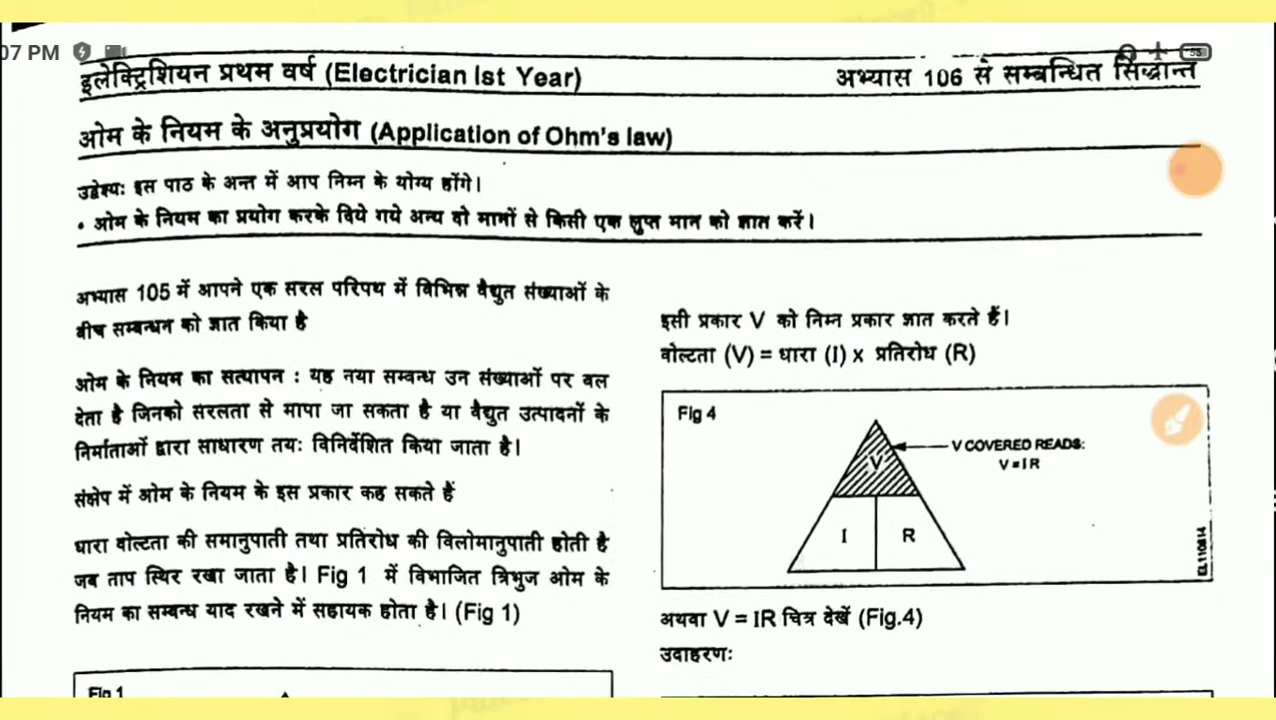 07 PM
55
इलेक्ट्रिशियन प्रथम वर्ष (Electrician Ist Year)
अभ्यास 106 से सम्बन्धित सिद्धान्त
ओम के नियम के अनुप्रयोग (Application of Ohm's law)
उद्देश्यः इस पाठ के अन्त में आप निम्न के योग्य होंगे।
• ओम के नियम का प्रयोग करके दिये गये अन्य दो मानों से किसी एक लुप्त मान को ज्ञात करें।
अभ्यास 105 में आपने एक सरल परिपथ में विभिन्न वैद्युत संख्याओं के
बीच सम्बन्धन को ज्ञात किया है
ओम के नियम का सत्यापन : यह नया सम्बन्ध उन संख्याओं पर बल
देता है जिनको सरलता से मापा जा सकता है या वैद्युत उत्पादनों के
निर्माताओं द्वारा साधारण तयः विनिर्देशित किया जाता है।
संक्षेप में ओम के नियम के इस प्रकार कह सकते हैं
धारा वोल्टता की समानुपाती तथा प्रतिरोध की विलोमानुपाती होती है
जब ताप स्थिर रखा जाता है। Fig 1 में विभाजित त्रिभुज ओम के
नियम का सम्बन्ध याद रखने में सहायक होता है। (Fig 1)
Fig 1
इसी प्रकार V को निम्न प्रकार ज्ञात करते हैं।
वोल्टता (V) = धारा (I) x प्रतिरोध (R)
Fig 4
V COVERED READS:
V = I R
V
I R
EL110614
अथवा V = IR चित्र देखें (Fig.4)
उदाहरणः